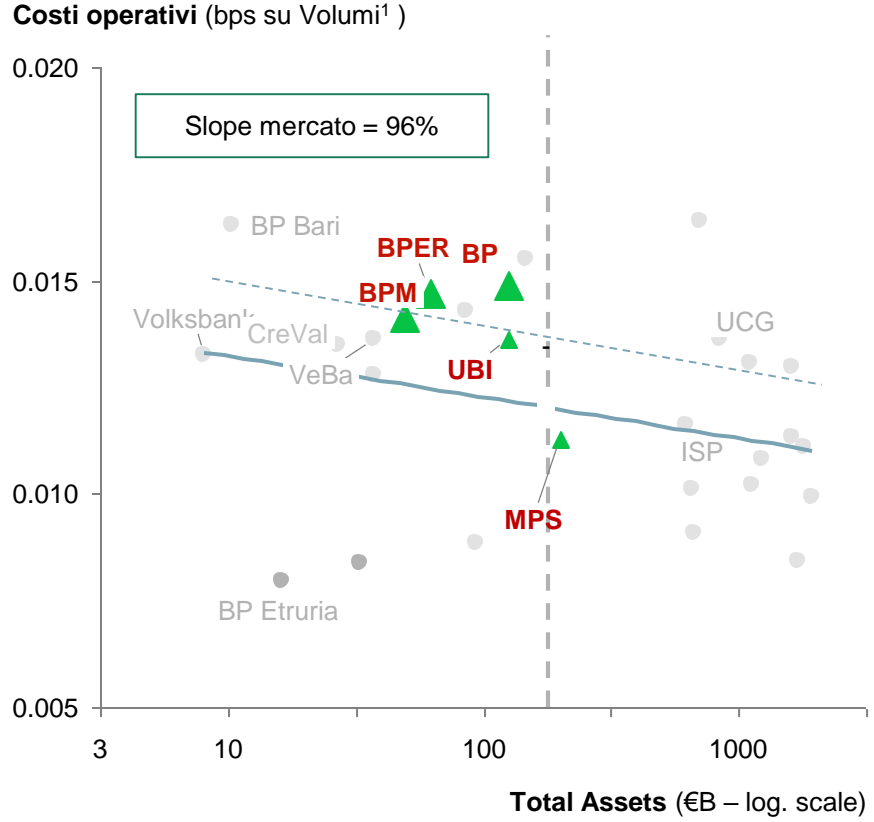 Costi operativi (bps su Volumi1 )
0.020
Slope mercato = 96%
BP Bari
BPER BP
0.015
BPM
Volksbank
CreVal
UCG
VeBa
UBI
ISP
0.010
MPS
BP Etruria
0.005
3 10 100 1000
Total Assets (€B – log. scale)